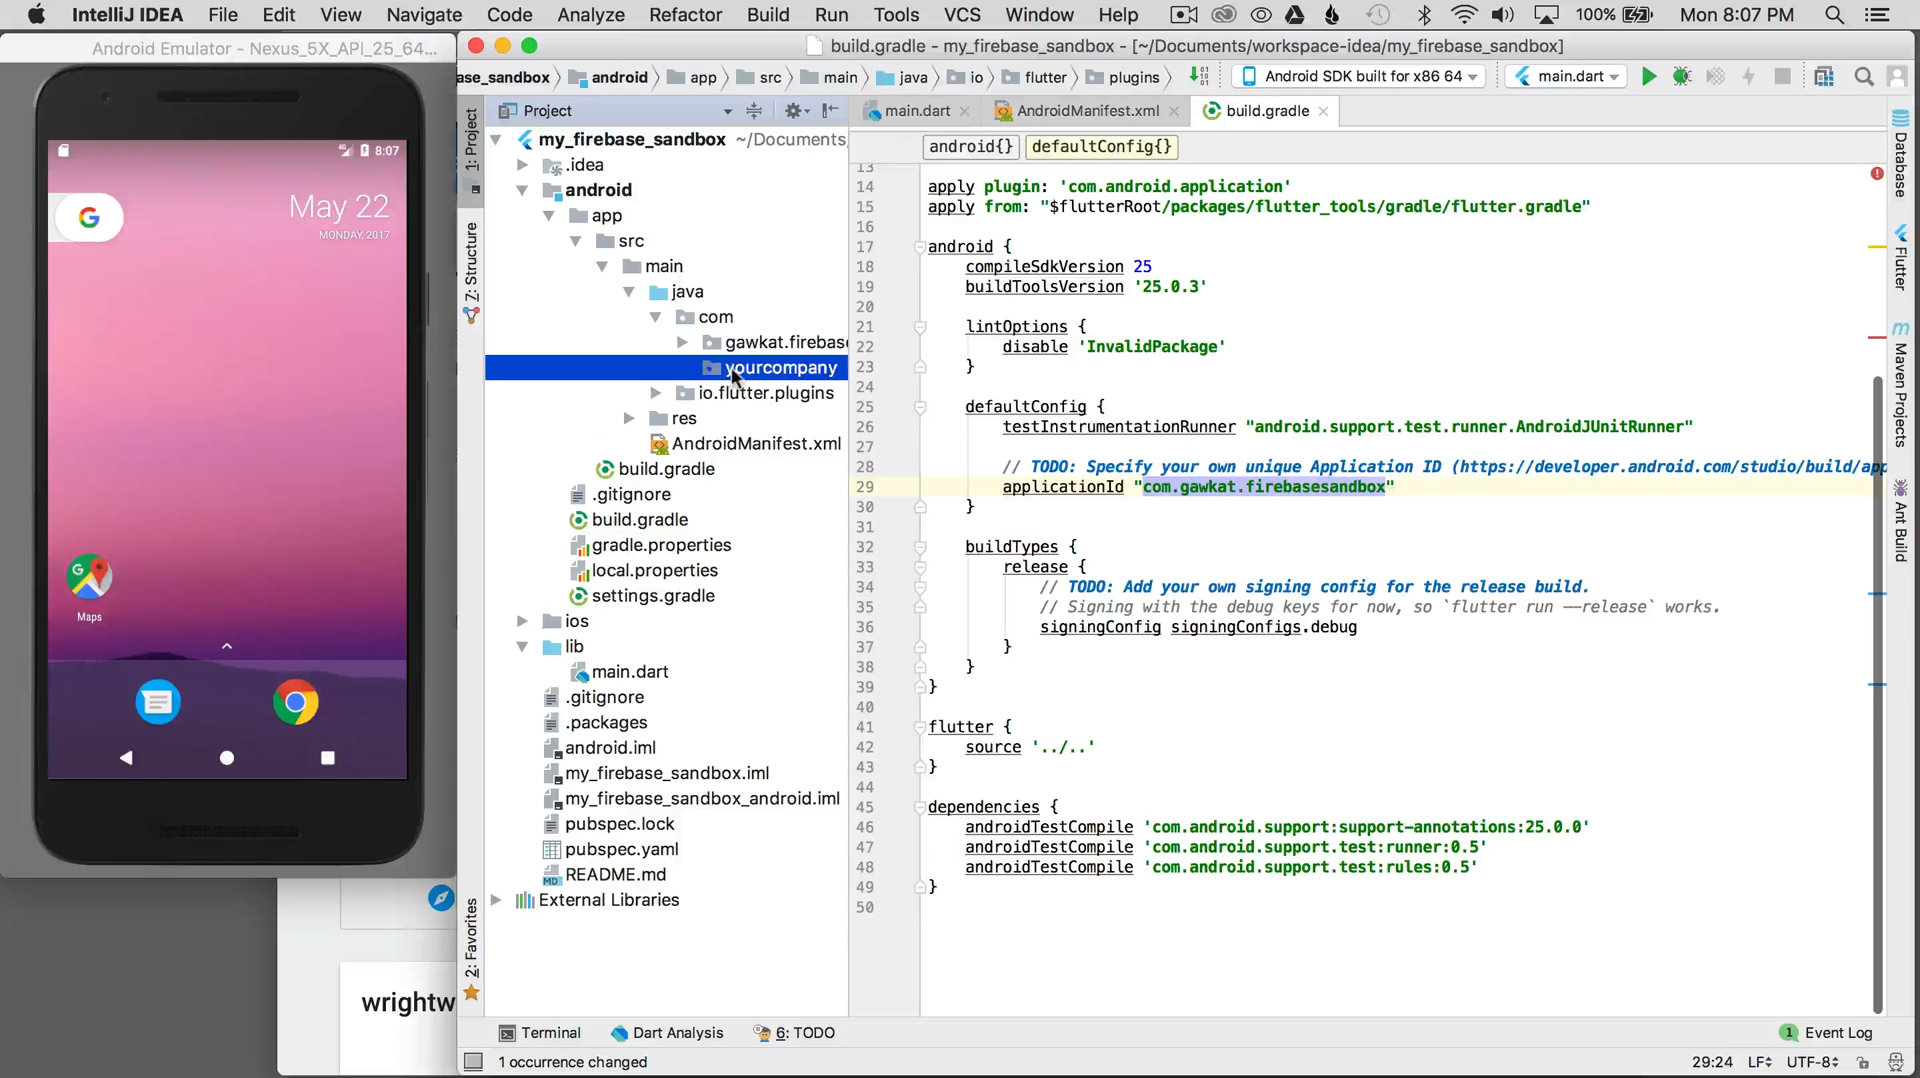 IntelliJ IDEA File Edit View Navigate Code Analyze Refactor Build Run Tools VCS Window Help 100% Mon 8:07 PM
Android Emulator - Nexus_5X_API_25_64...
build.gradle - my_firebase_sandbox - [~/Documents/workspace-idea/my_firebase_sandbox]
ase_sandbox android app src main java io flutter plugins Android SDK built for x86 64 main.dart
1: Project
Project
main.dart AndroidManifest.xml build.gradle
android{} defaultConfig{}
8:07
May 22
MONDAY, 2017
G
Maps
my_firebase_sandbox ~/Documents/
.idea
android
app
src
main
java
com
gawkat.firebase
yourcompany
io.flutter.plugins
res
AndroidManifest.xml
build.gradle
.gitignore
build.gradle
gradle.properties
local.properties
settings.gradle
ios
lib
main.dart
.gitignore
.packages
android.iml
my_firebase_sandbox.iml
my_firebase_sandbox_android.iml
pubspec.lock
pubspec.yaml
README.md
External Libraries
Z: Structure
2: Favorites
13
14 apply plugin: 'com.android.application'
15 apply from: "$flutterRoot/packages/flutter_tools/gradle/flutter.gradle"
16
17 android {
18 compileSdkVersion 25
19 buildToolsVersion '25.0.3'
20
21 lintOptions {
22 disable 'InvalidPackage'
23 }
24
25 defaultConfig {
26 testInstrumentationRunner "android.support.test.runner.AndroidJUnitRunner"
27
28 // TODO: Specify your own unique Application ID (https://developer.android.com/studio/build/app
29 applicationId "com.gawkat.firebasesandbox"
30 }
31
32 buildTypes {
33 release {
34 // TODO: Add your own signing config for the release build.
35 // Signing with the debug keys for now, so `flutter run --release` works.
36 signingConfig signingConfigs.debug
37 }
38 }
39 }
40
41 flutter {
42 source '../..'
43 }
44
45 dependencies {
46 androidTestCompile 'com.android.support:support-annotations:25.0.0'
47 androidTestCompile 'com.android.support.test:runner:0.5'
48 androidTestCompile 'com.android.support.test:rules:0.5'
49 }
50
Database
Flutter
Maven Projects
Ant Build
wrightw
Terminal Dart Analysis 6: TODO 1 Event Log
1 occurrence changed 29:24 LF UTF-8